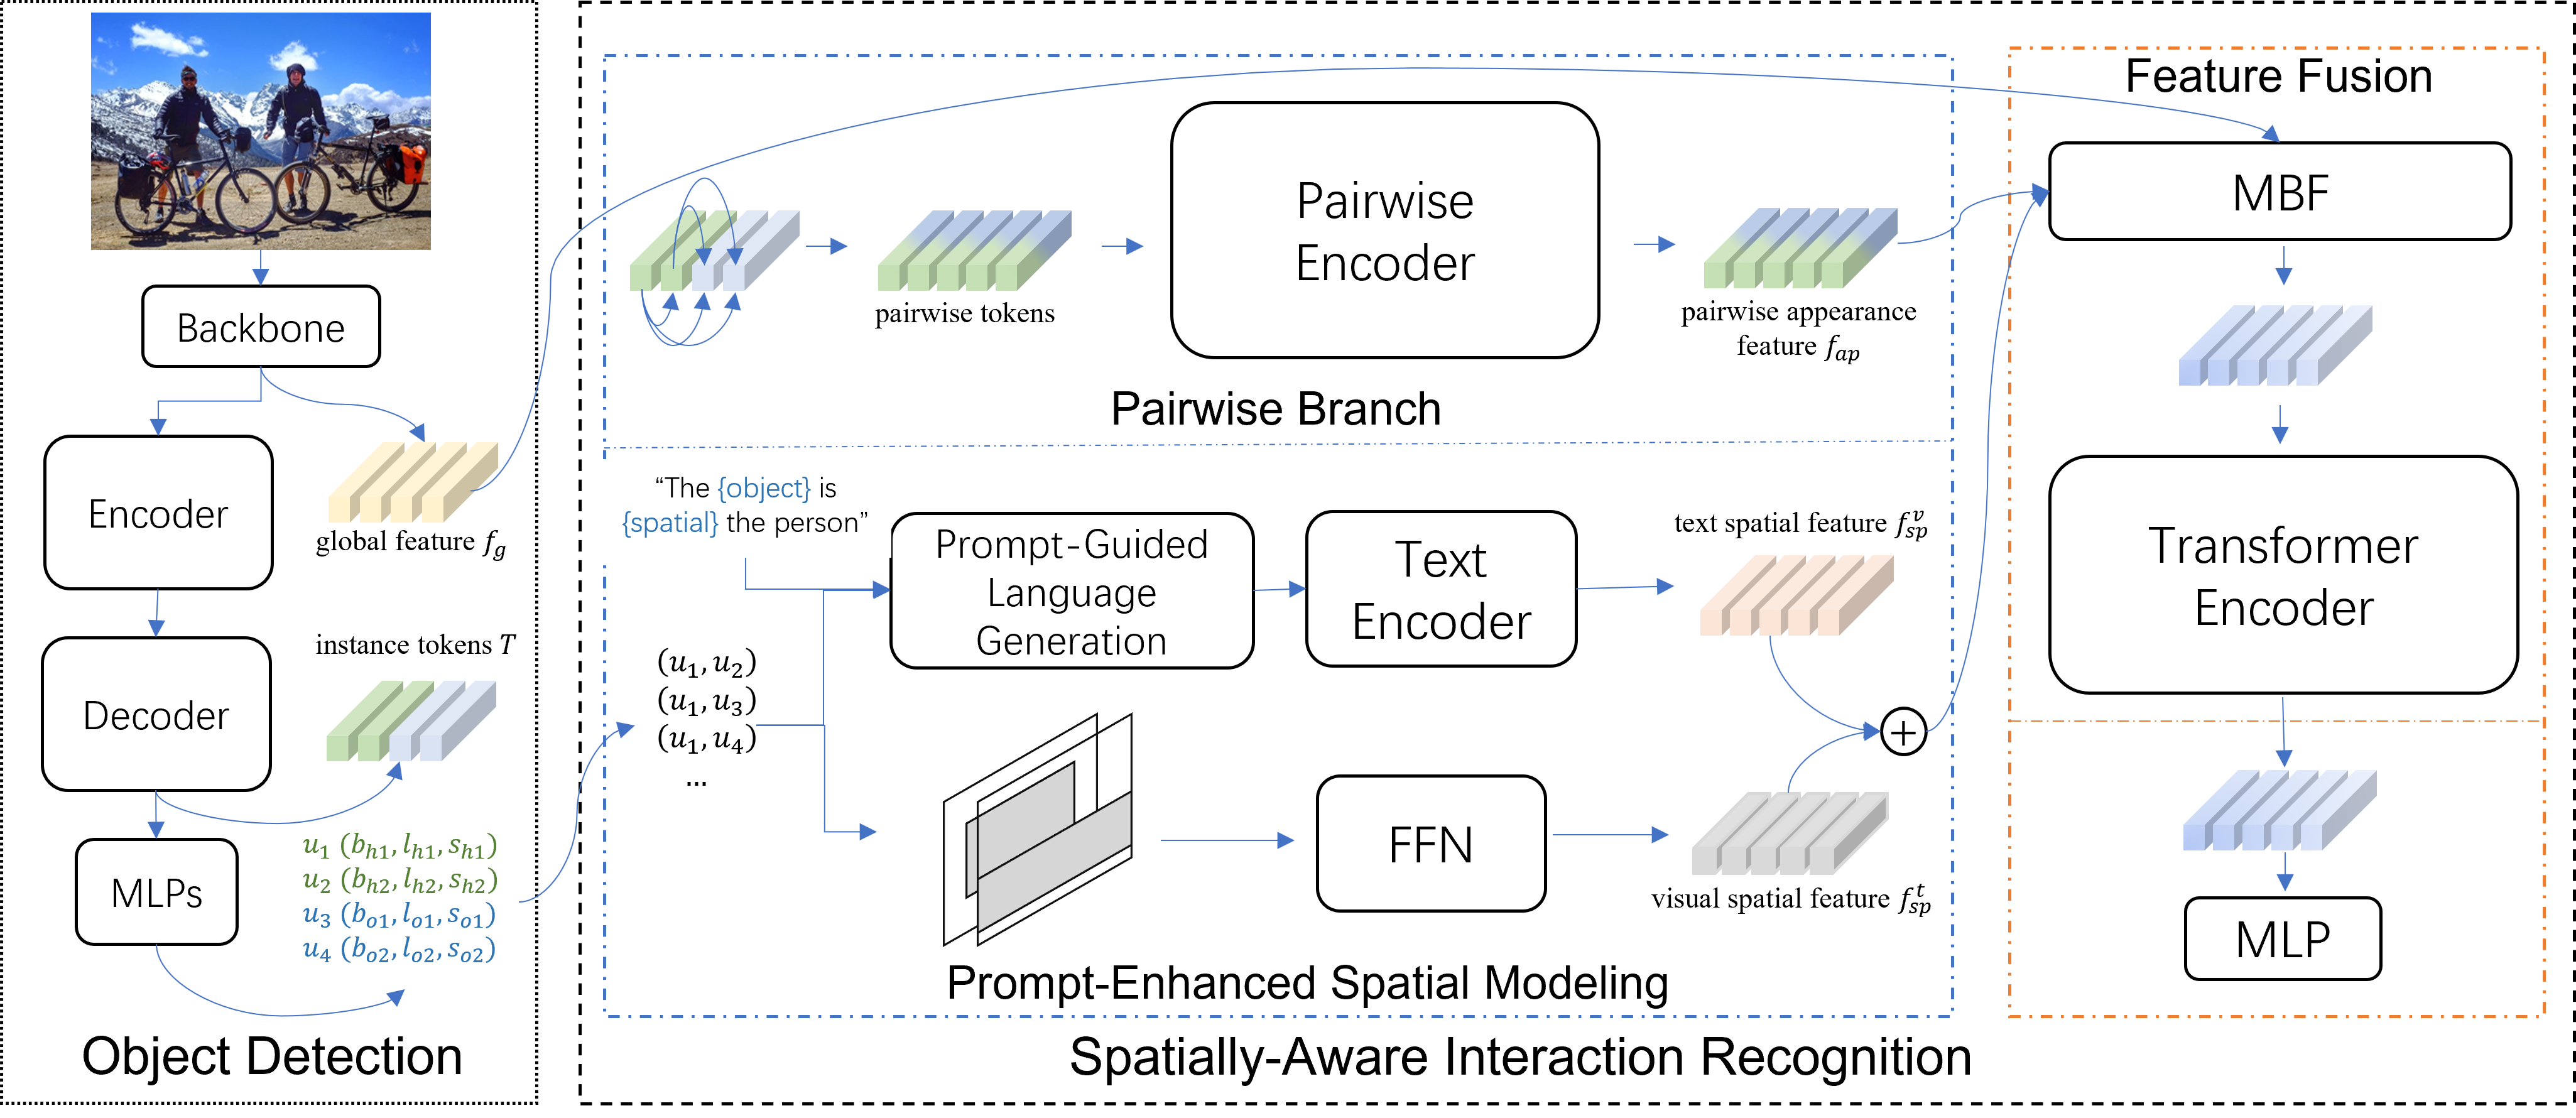 Backbone
Encoder
global feature f_g
Decoder
instance tokens T
MLPs
u_1 (b_{h1}, l_{h1}, s_{h1})
u_2 (b_{h2}, l_{h2}, s_{h2})
u_3 (b_{o1}, l_{o1}, s_{o1})
u_4 (b_{o2}, l_{o2}, s_{o2})
Object Detection
pairwise tokens
Pairwise
Encoder
pairwise appearance
feature f_{ap}
Pairwise Branch
“The {object} is
{spatial} the person”
Prompt-Guided
Language
Generation
Text
Encoder
text spatial feature f_{sp}^v
(u_1, u_2)
(u_1, u_3)
(u_1, u_4)
...
FFN
+
visual spatial feature f_{sp}^t
Prompt-Enhanced Spatial Modeling
Feature Fusion
MBF
Transformer
Encoder
MLP
Spatially-Aware Interaction Recognition